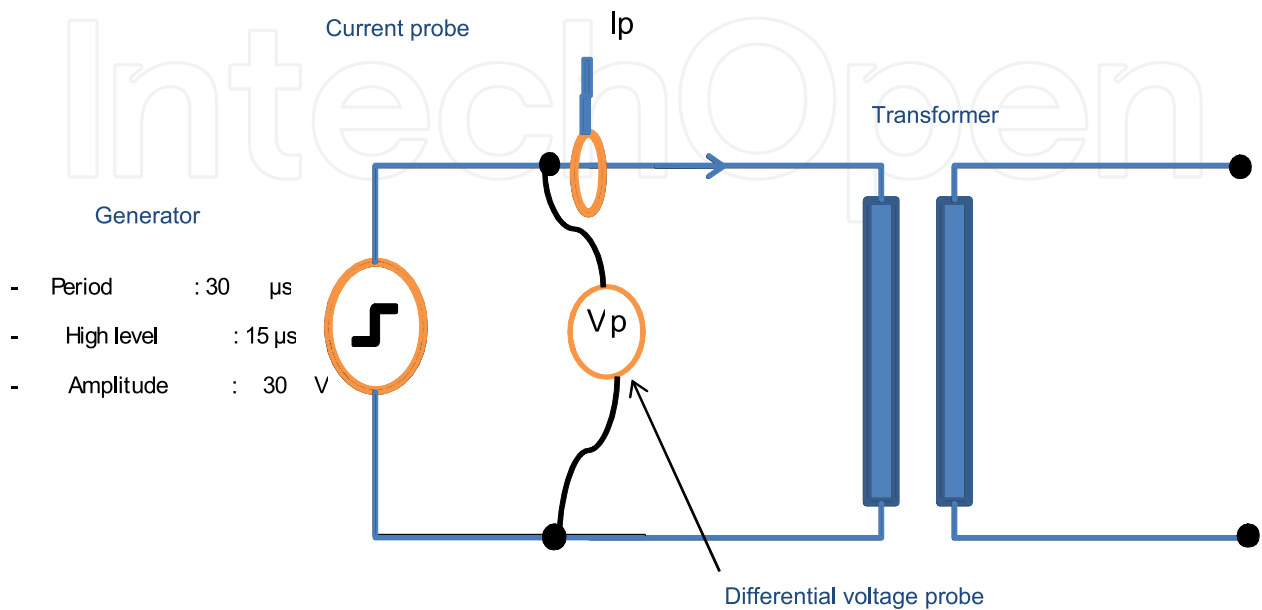 IntechOpen
Current probe
Ip
Transformer
Generator
- Period : 30 µs
- High level : 15 µs
- Amplitude : 30 V
Vp
Differential voltage probe